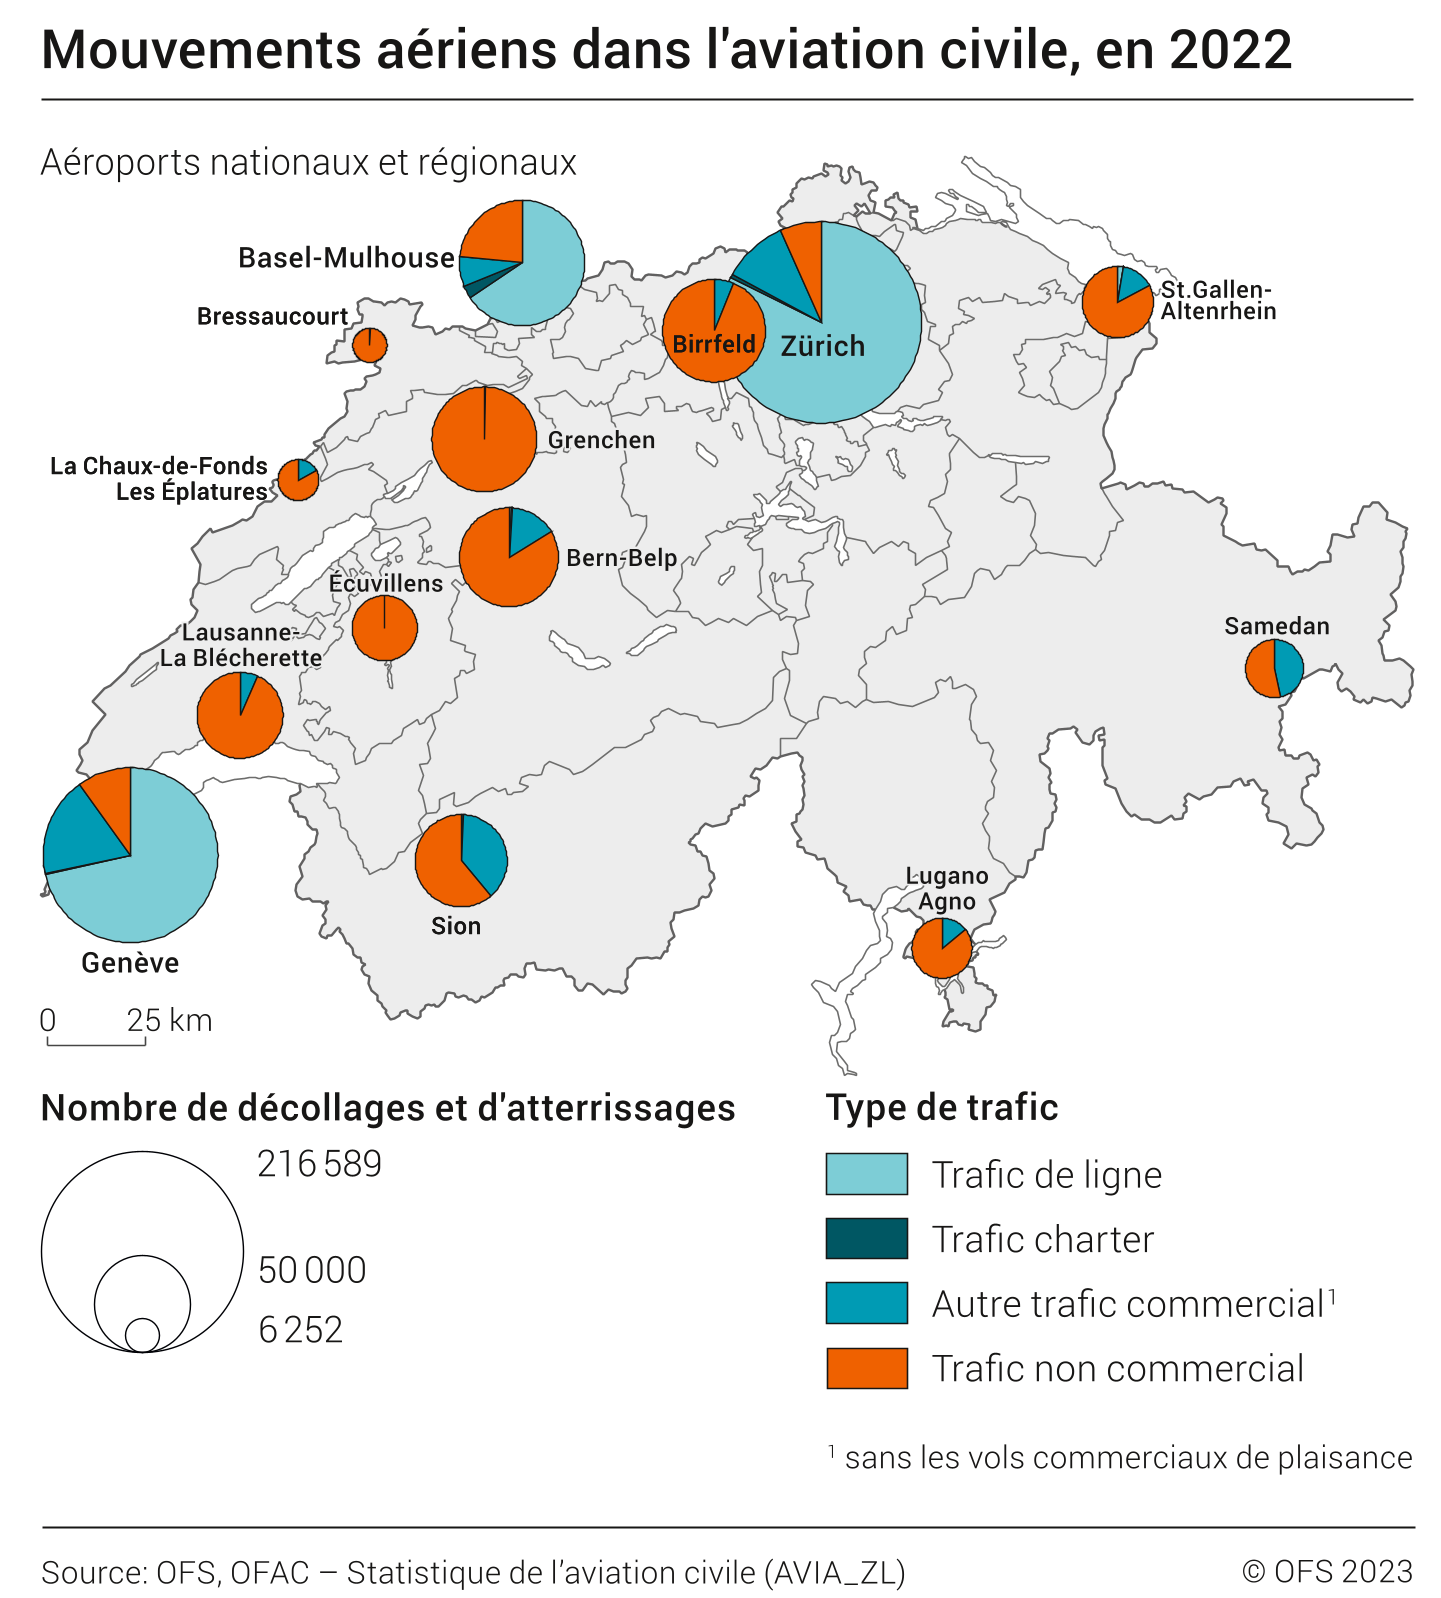 Mouvements aériens dans l'aviation civile, en 2022
Aéroports nationaux et régionaux
Basel-Mulhouse
Bressaucourt
St.Gallen-
Altenrhein
Birrfeld
Zürich
Grenchen
La Chaux-de-Fonds
Les Éplatures
Bern-Belp
Écuvillens
Lausanne-
La Blécherette
Samedan
Lugano
Agno
Sion
Genève
0 25 km
Nombre de décollages et d'atterrissages
216 589
50 000
6 252
Type de trafic
Trafic de ligne
Trafic charter
Autre trafic commercial¹
Trafic non commercial
¹ sans les vols commerciaux de plaisance
Source: OFS, OFAC – Statistique de l'aviation civile (AVIA_ZL)
© OFS 2023